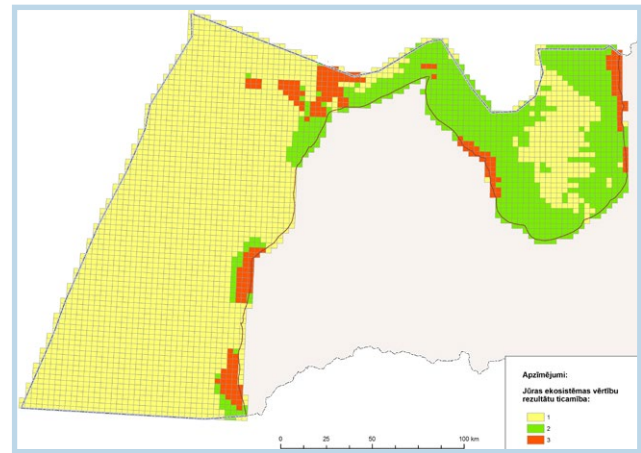 Apzīmējumi:
Jūras ekosistēmas vērtību
rezultātu ticamība:
1
2
3
0 25 50 100 km